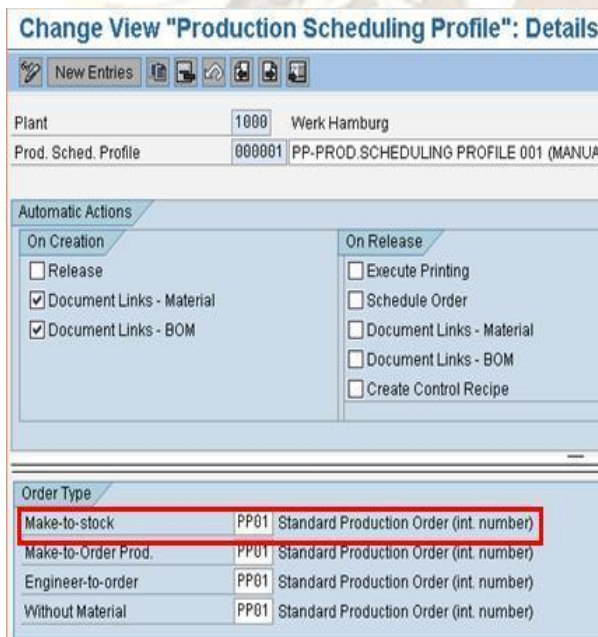 Change View "Production Scheduling Profile": Details
New Entries
Plant 1000 Werk Hamburg
Prod. Sched. Profile 000001 PP-PROD.SCHEDULING PROFILE 001 (MANUA
Automatic Actions
On Creation
Release
Document Links - Material
Document Links - BOM
On Release
Execute Printing
Schedule Order
Document Links - Material
Document Links - BOM
Create Control Recipe
Order Type
Make-to-stock PP01 Standard Production Order (int. number)
Make-to-Order Prod. PP01 Standard Production Order (int. number)
Engineer-to-order PP01 Standard Production Order (int. number)
Without Material PP01 Standard Production Order (int. number)